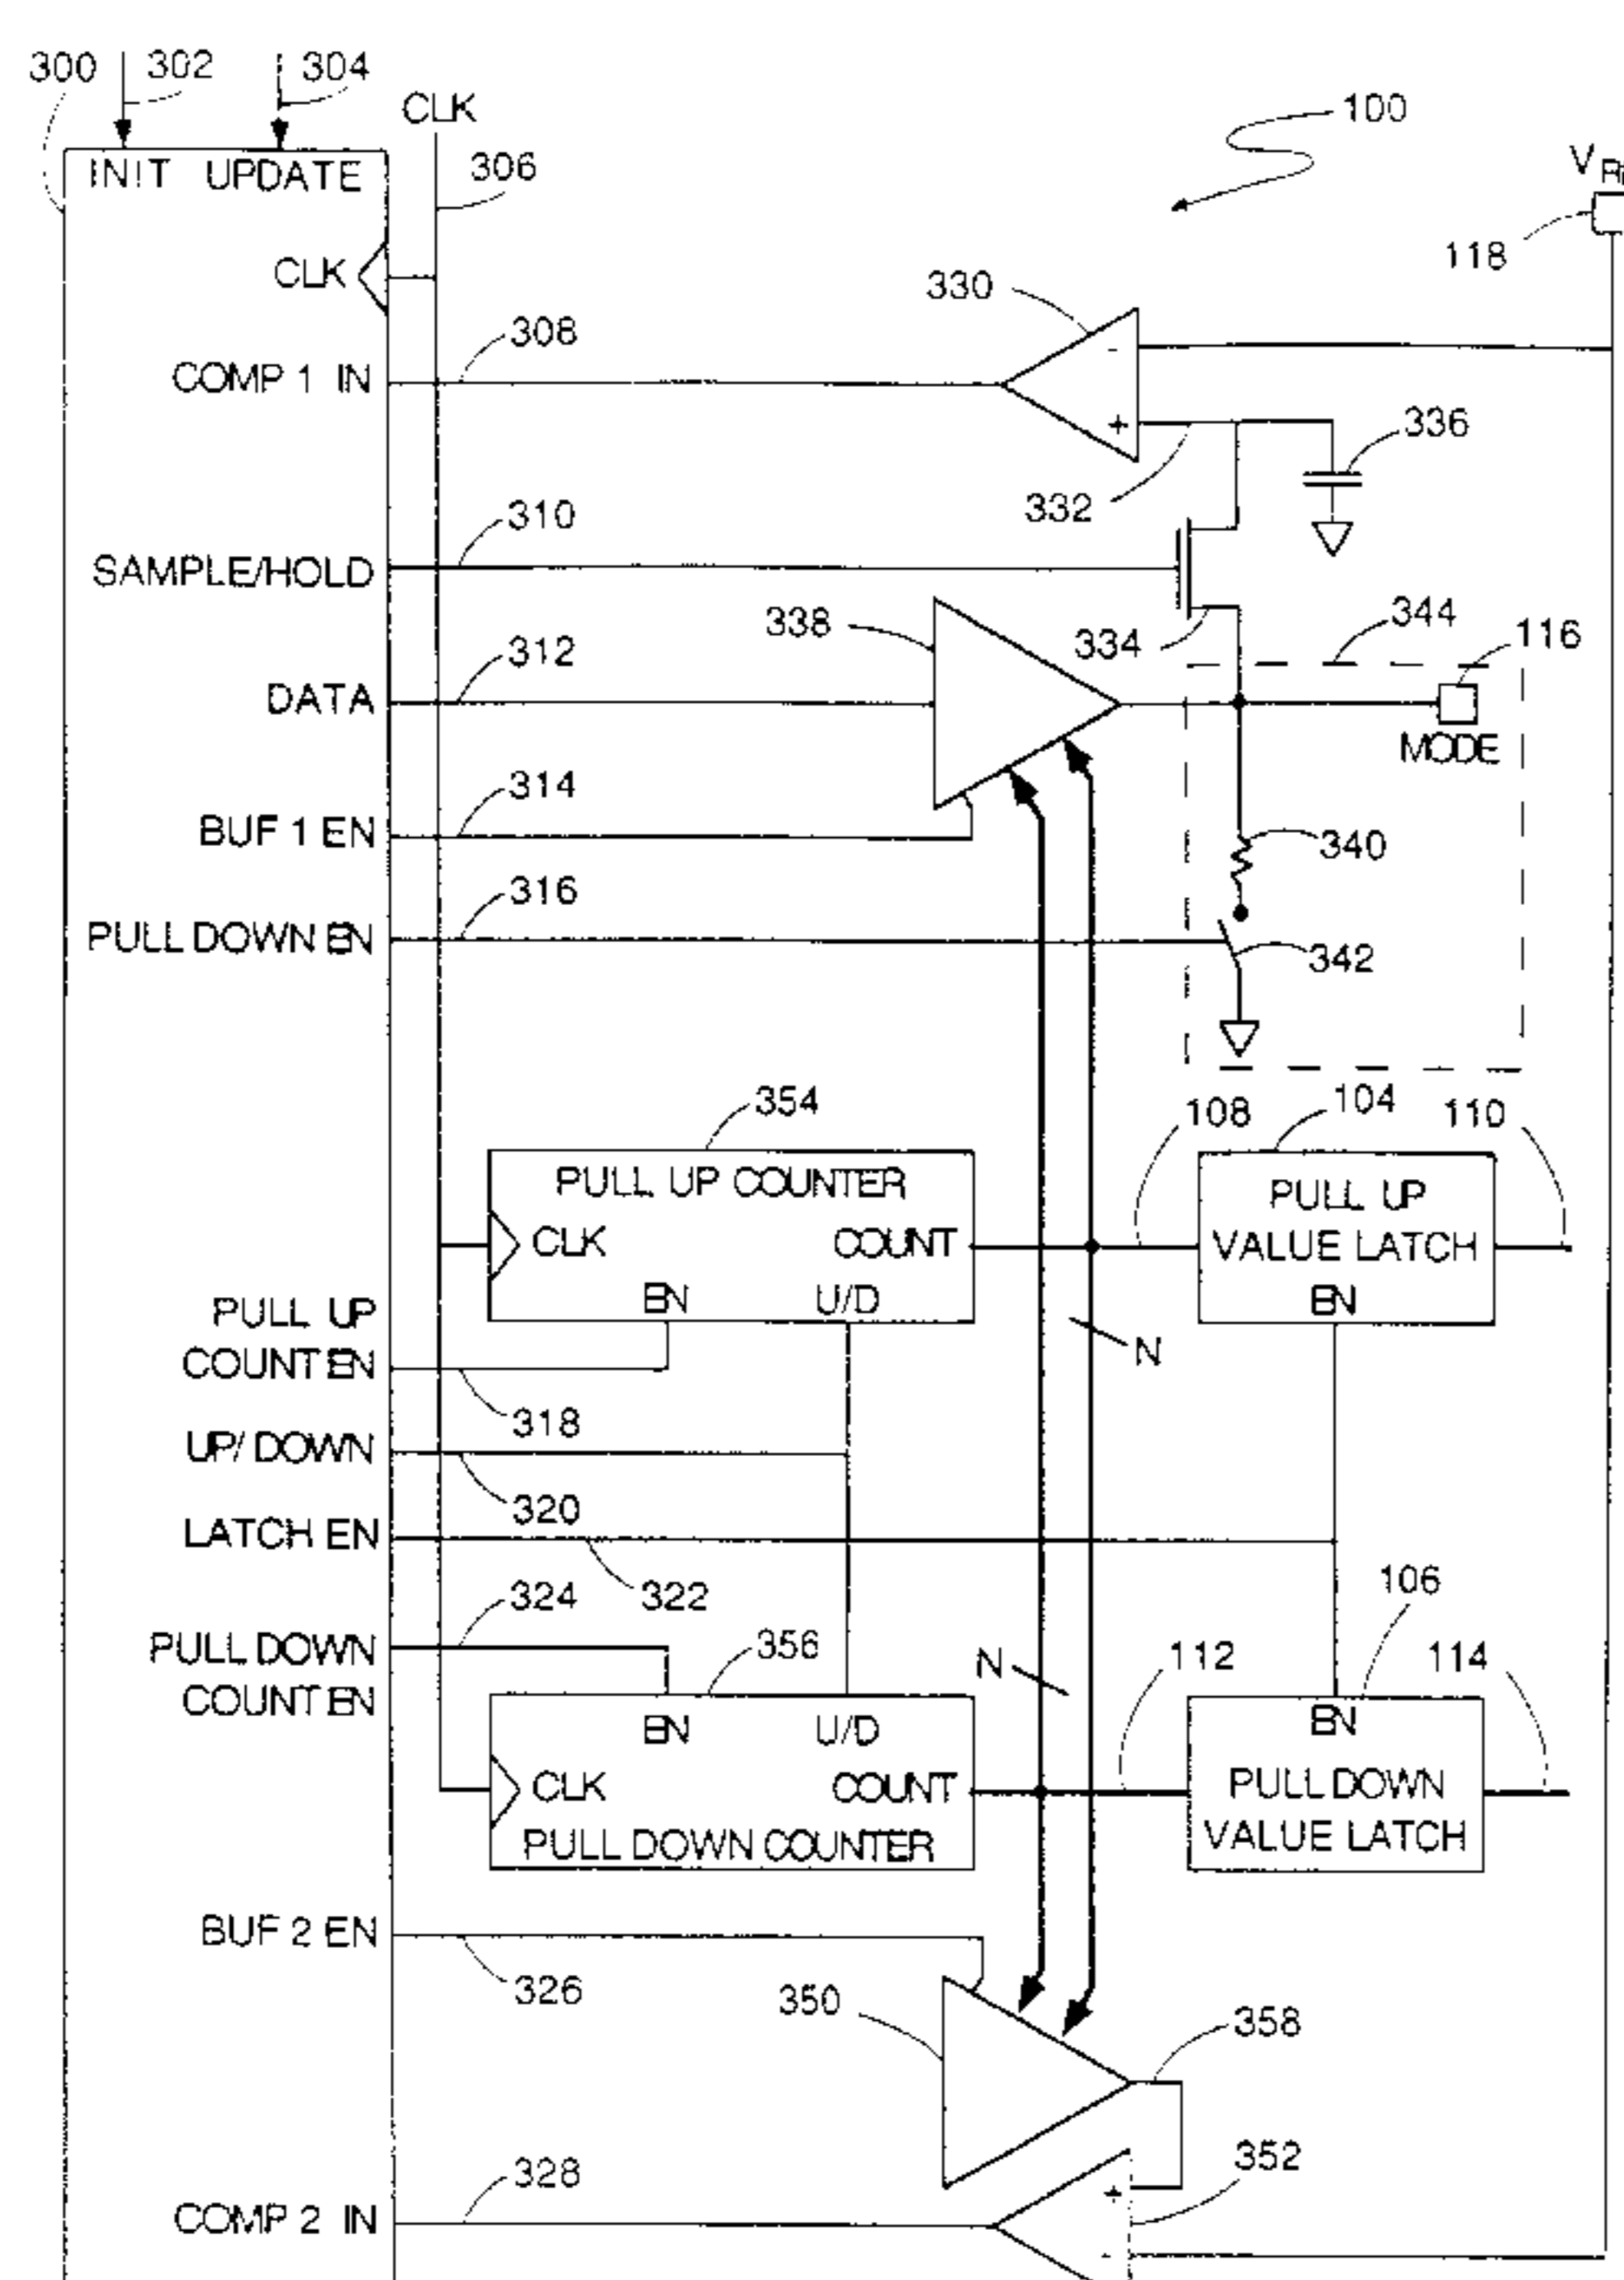 300
302
304
CLK
306
100
INIT UPDATE
CLK
118
330
-
308
COMP 1 IN
+
336
332
310
SAMPLE/HOLD
338
334
344
116
312
DATA
MODE
314
BUF 1 EN
340
316
PULL DOWN EN
342
354
108
104
110
PULL UP COUNTER
CLK COUNT
EN U/D
PULL UP
VALUE LATCH
EN
N
PULL UP
COUNT EN
318
UP/ DOWN
320
LATCH EN
322
324
PULL DOWN
COUNT EN
356
N
112
106
114
EN U/D
CLK COUNT
PULL DOWN COUNTER
EN
PULL DOWN
VALUE LATCH
BUF 2 EN
326
350
358
328
COMP 2 IN
352
+
-